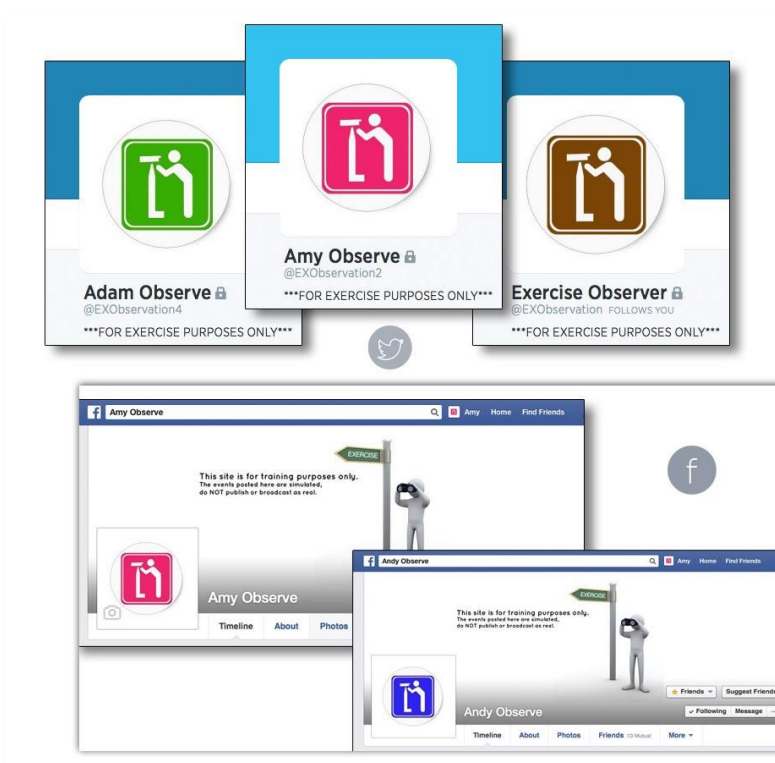 Adam Observe
@EXObservation4
***FOR EXERCISE PURPOSES ONLY***
Amy Observe
@EXObservation2
***FOR EXERCISE PURPOSES ONLY***
Exercise Observer
@EXObservation FOLLOWS YOU
***FOR EXERCISE PURPOSES ONLY***
f Amy Observe Amy Home Find Friends
EXERCISE
This site is for training purposes only.
The events posted here are simulated,
do NOT publish or broadcast as real.
Amy Observe
Timeline About Photos
f
f Andy Observe Amy Home Find Friends
EXERCISE
This site is for training purposes only.
The events posted here are simulated,
do NOT publish or broadcast as real.
Friends Suggest Friends
Andy Observe
Following Message
Timeline About Photos Friends 13 Mutual More